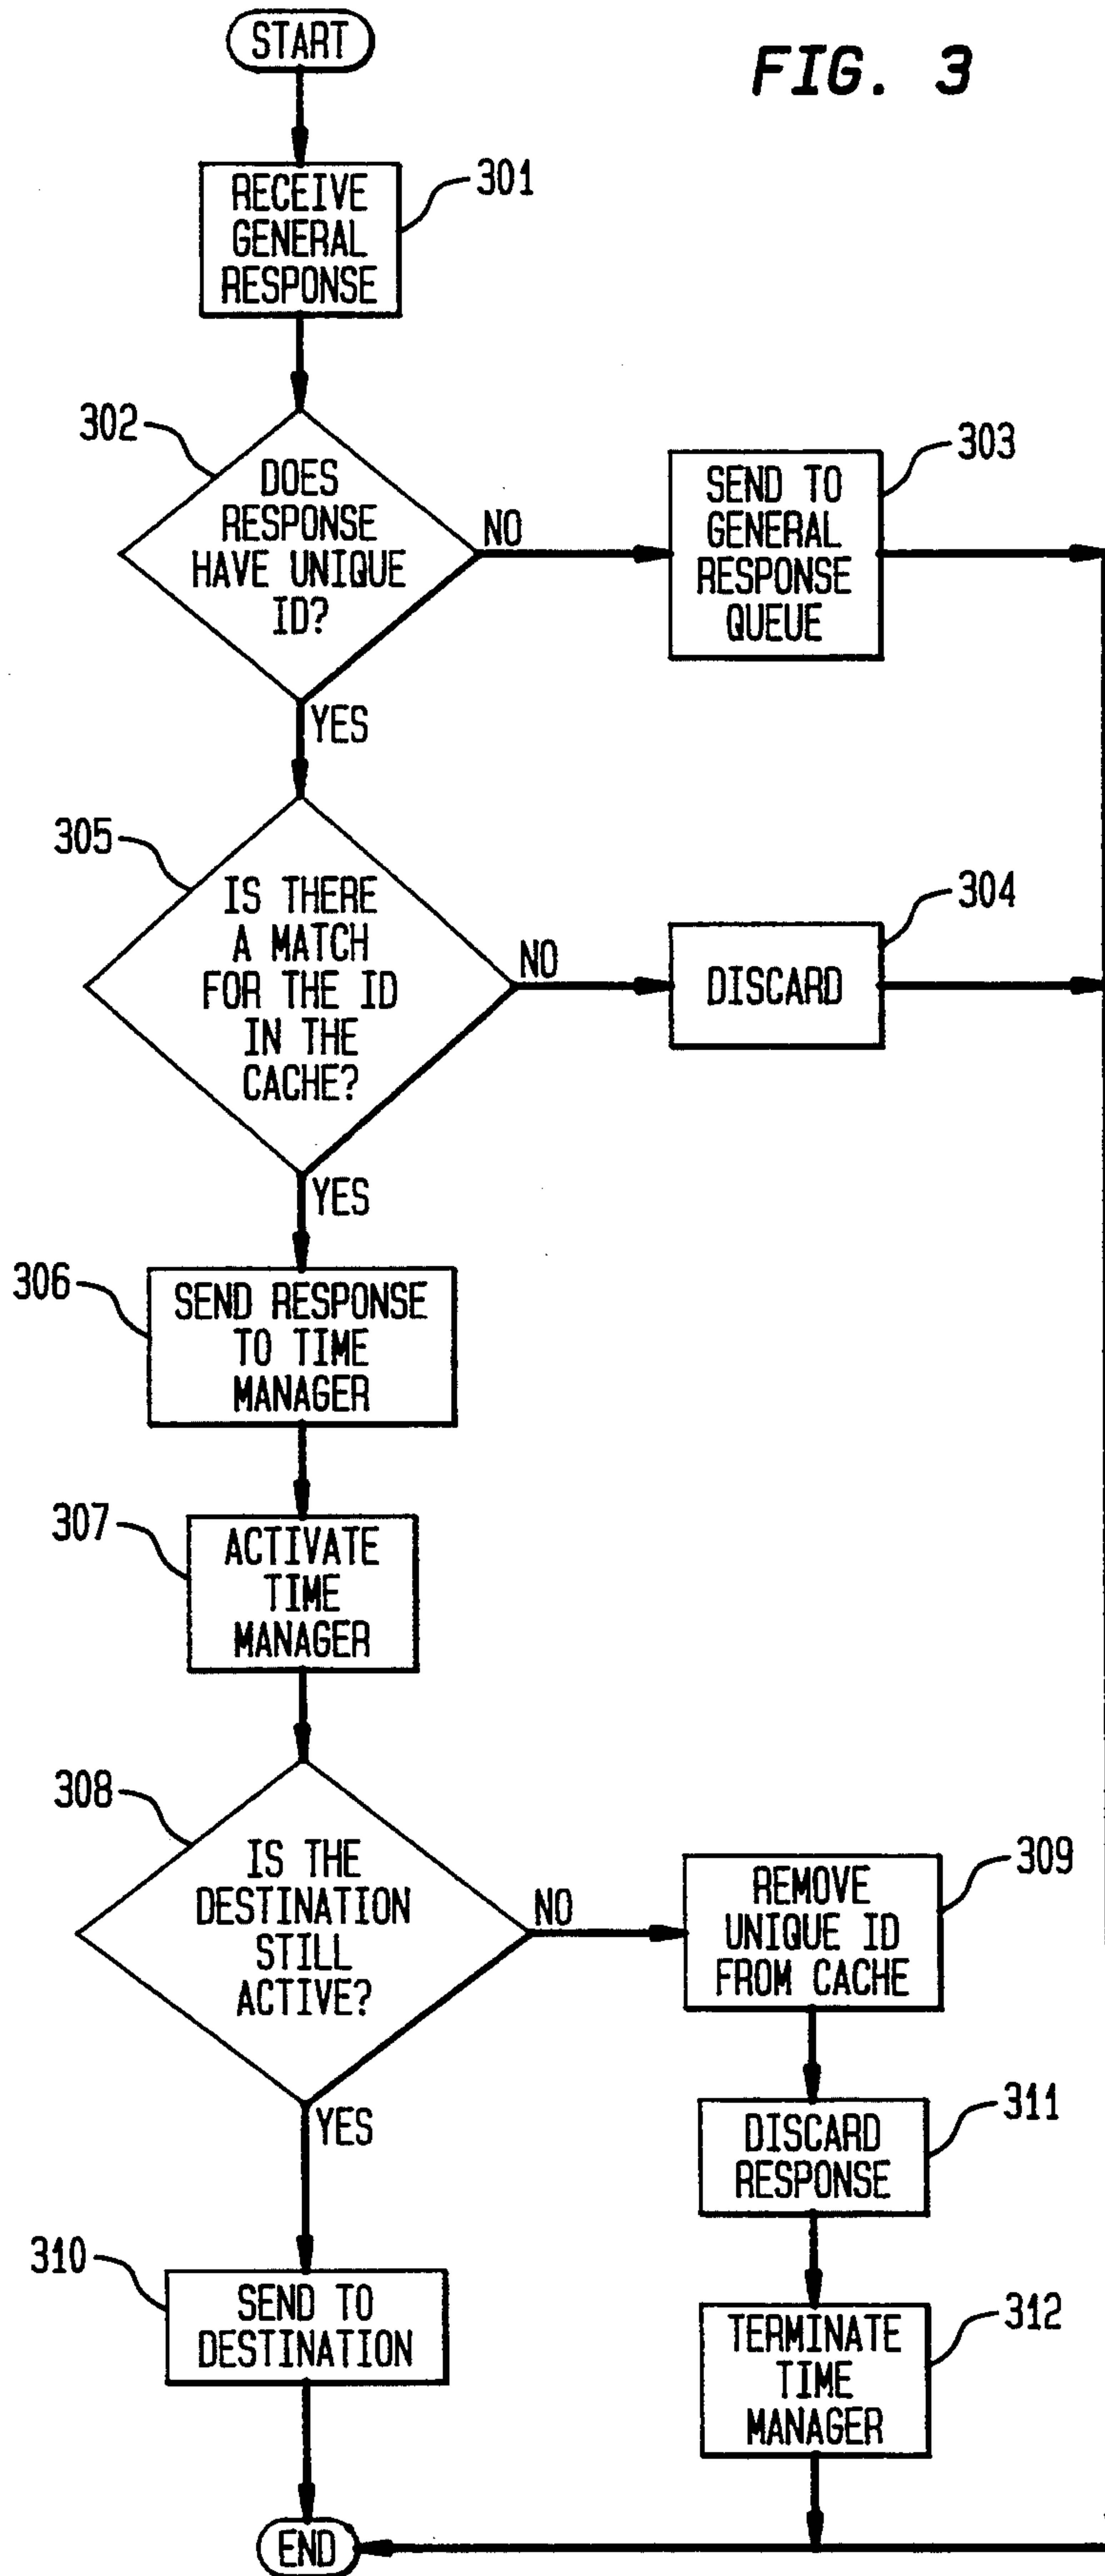 START
FIG. 3
RECEIVE
GENERAL
RESPONSE
301
302
DOES
RESPONSE
HAVE UNIQUE
ID?
NO
YES
SEND TO
GENERAL
RESPONSE
QUEUE
303
305
IS THERE
A MATCH
FOR THE ID
IN THE
CACHE?
NO
YES
DISCARD
304
306
SEND RESPONSE
TO TIME
MANAGER
307
ACTIVATE
TIME
MANAGER
308
IS THE
DESTINATION
STILL
ACTIVE?
NO
YES
REMOVE
UNIQUE ID
FROM CACHE
309
DISCARD
RESPONSE
311
310
SEND TO
DESTINATION
TERMINATE
TIME
MANAGER
312
END